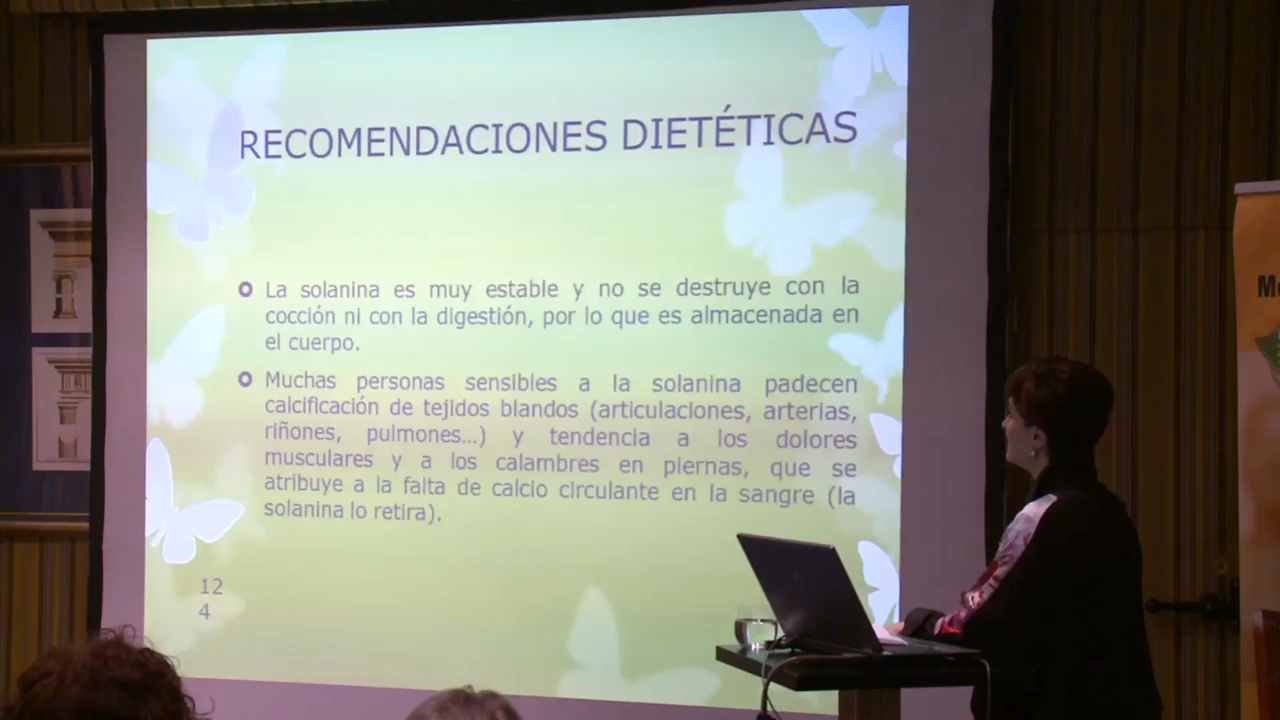 RECOMENDACIONES DIETÉTICAS
La solanina es muy estable y no se destruye con la
cocción ni con la digestión, por lo que es almacenada en
el cuerpo.
Muchas personas sensibles a la solanina padecen
calcificación de tejidos blandos (articulaciones, arterias,
riñones, pulmones...) y tendencia a los dolores
musculares y a los calambres en piernas, que se
atribuye a la falta de calcio circulante en la sangre (la
solanina lo retira).
12
4